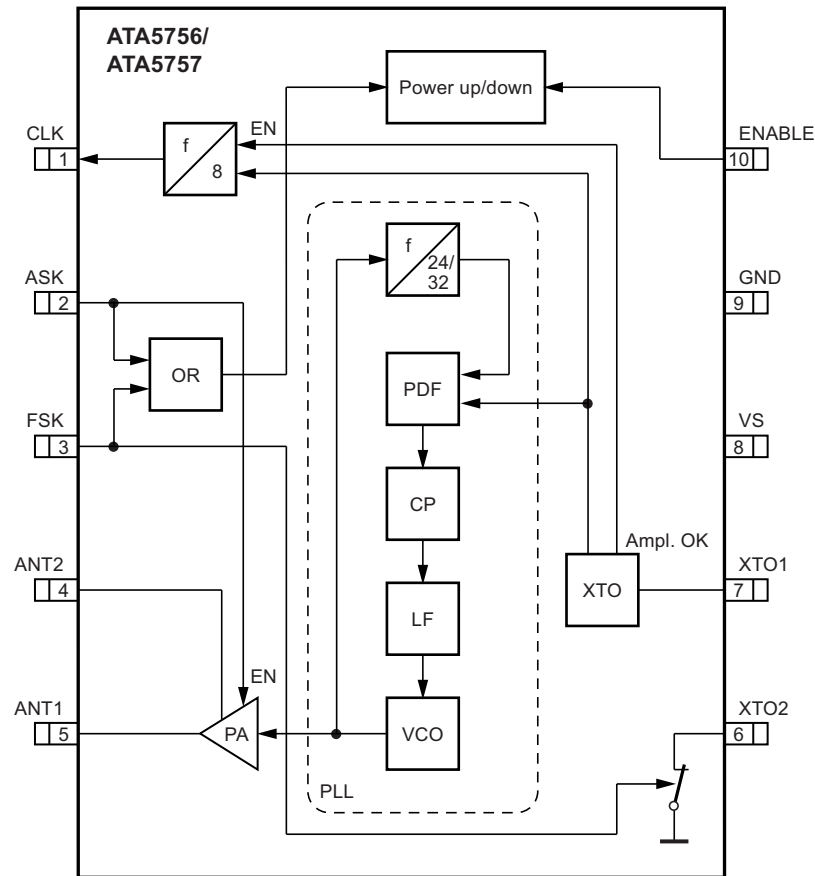 ATA5756/
ATA5757
Power up/down
CLK
1
EN
f
8
ENABLE
10
ASK
2
f
24/
32
GND
9
OR
PDF
FSK
3
VS
8
CP
Ampl. OK
ANT2
4
XTO
XTO1
7
LF
EN
ANT1
5
PA
VCO
XTO2
6
PLL